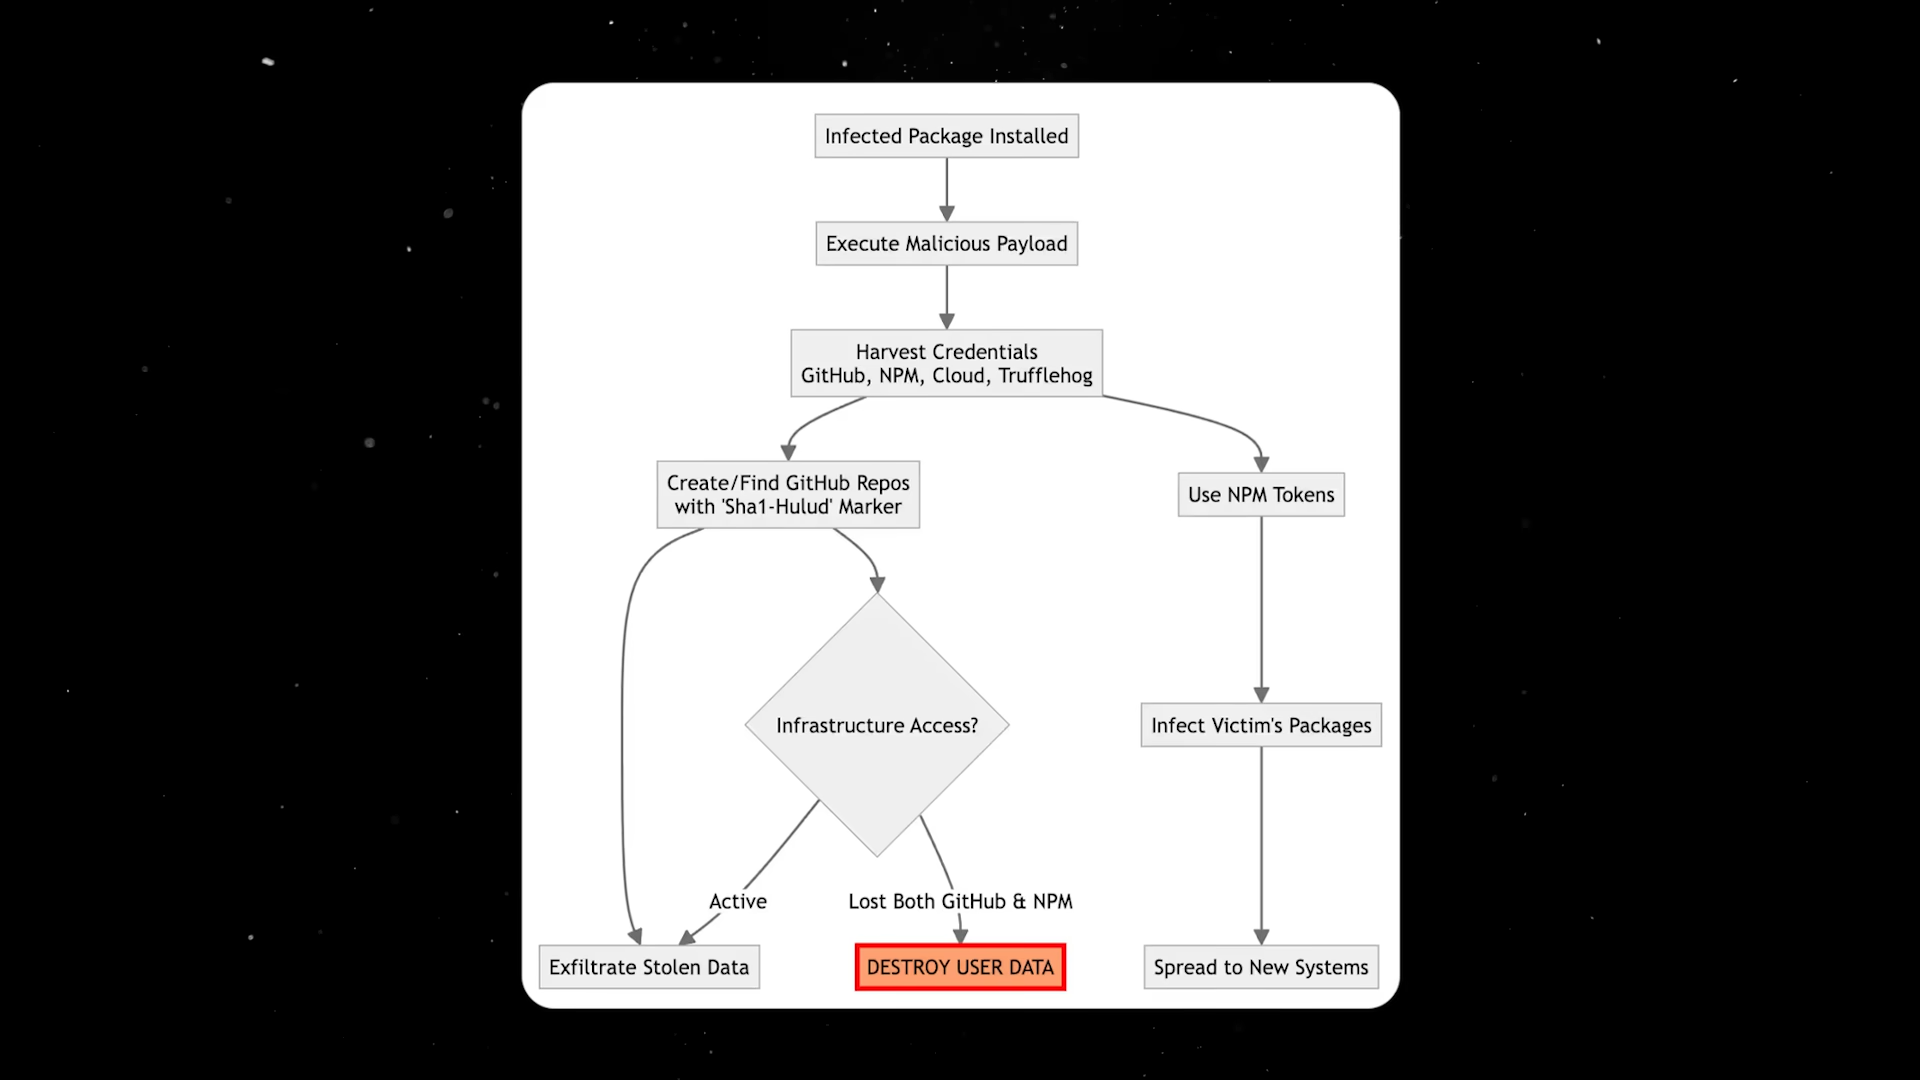 Infected Package Installed
Execute Malicious Payload
Harvest Credentials
GitHub, NPM, Cloud, Trufflehog
Create/Find GitHub Repos
with 'Sha1-Hulud' Marker
Use NPM Tokens
Infrastructure Access?
Infect Victim's Packages
Active
Lost Both GitHub & NPM
Exfiltrate Stolen Data
DESTROY USER DATA
Spread to New Systems